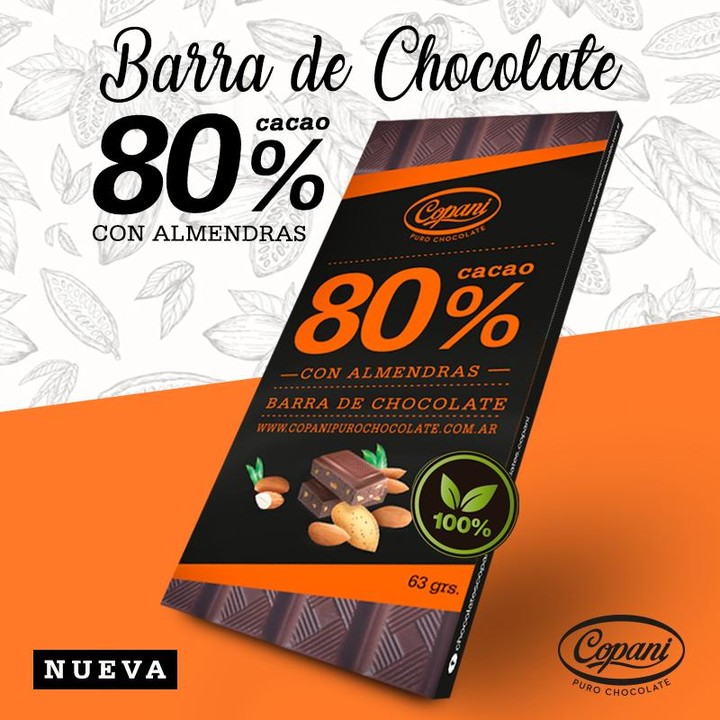 Barra de Chocolate
80%
cacao
CON ALMENDRAS
Copani
PURO CHOCOLATE
80%
cacao
CON ALMENDRAS
BARRA DE CHOCOLATE
WWW.COPANIPUROCHOCOLATE.COM.AR
100%
63 grs.
NUEVA
Copani
PURO CHOCOLATE